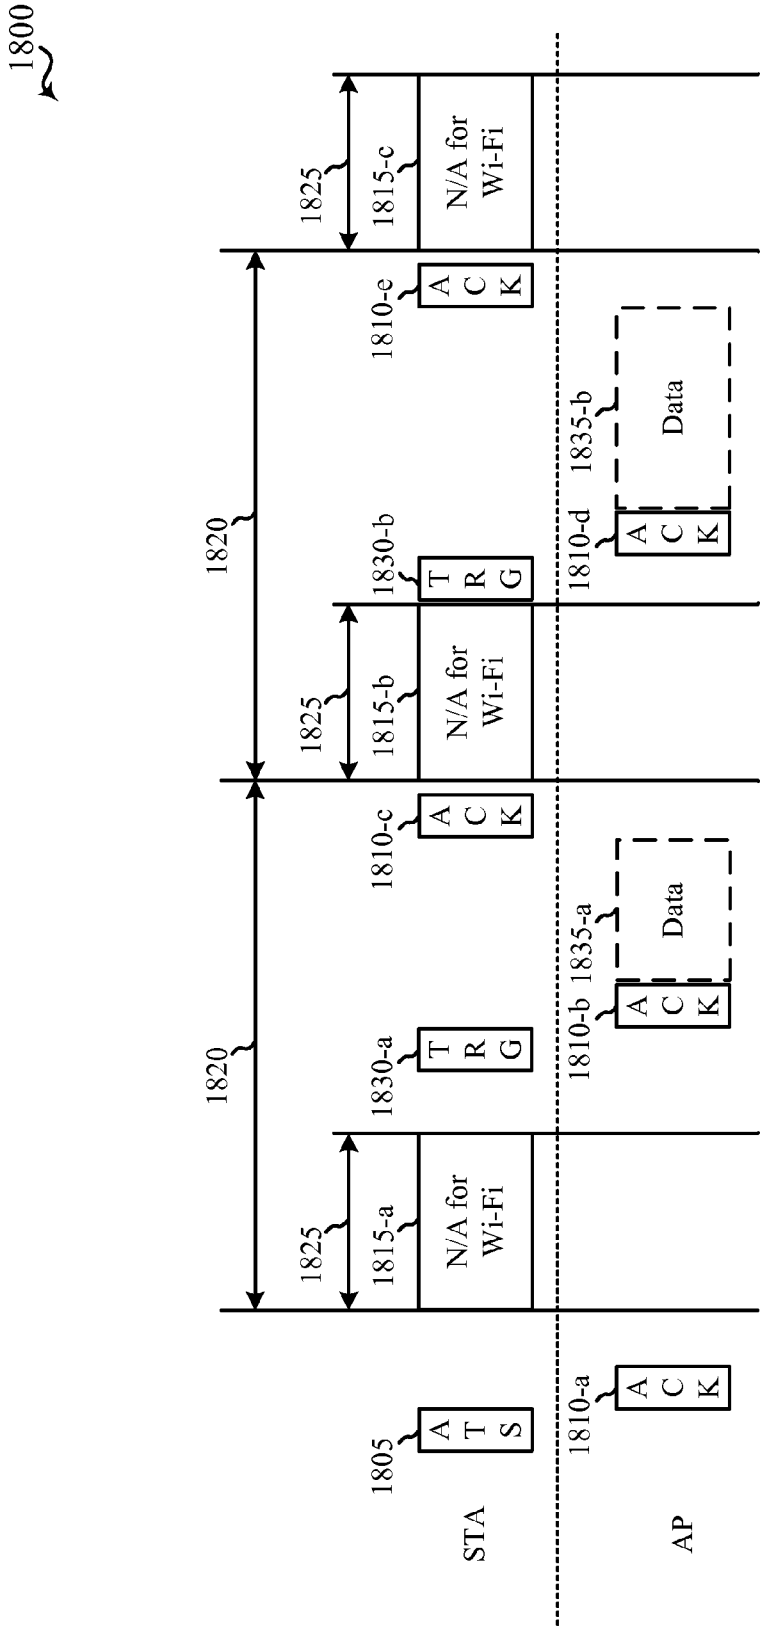 1800
1820
1820
1825
1825
1825
1805
1815-a
1830-a
1810-c
1815-b
1830-b
1810-e
1815-c
STA
A
T
S
N/A for
Wi-Fi
T
R
G
A
C
K
N/A for
Wi-Fi
T
R
G
A
C
K
N/A for
Wi-Fi
1810-a
1810-b
1835-a
1810-d
1835-b
AP
A
C
K
A
C
K
Data
A
C
K
Data